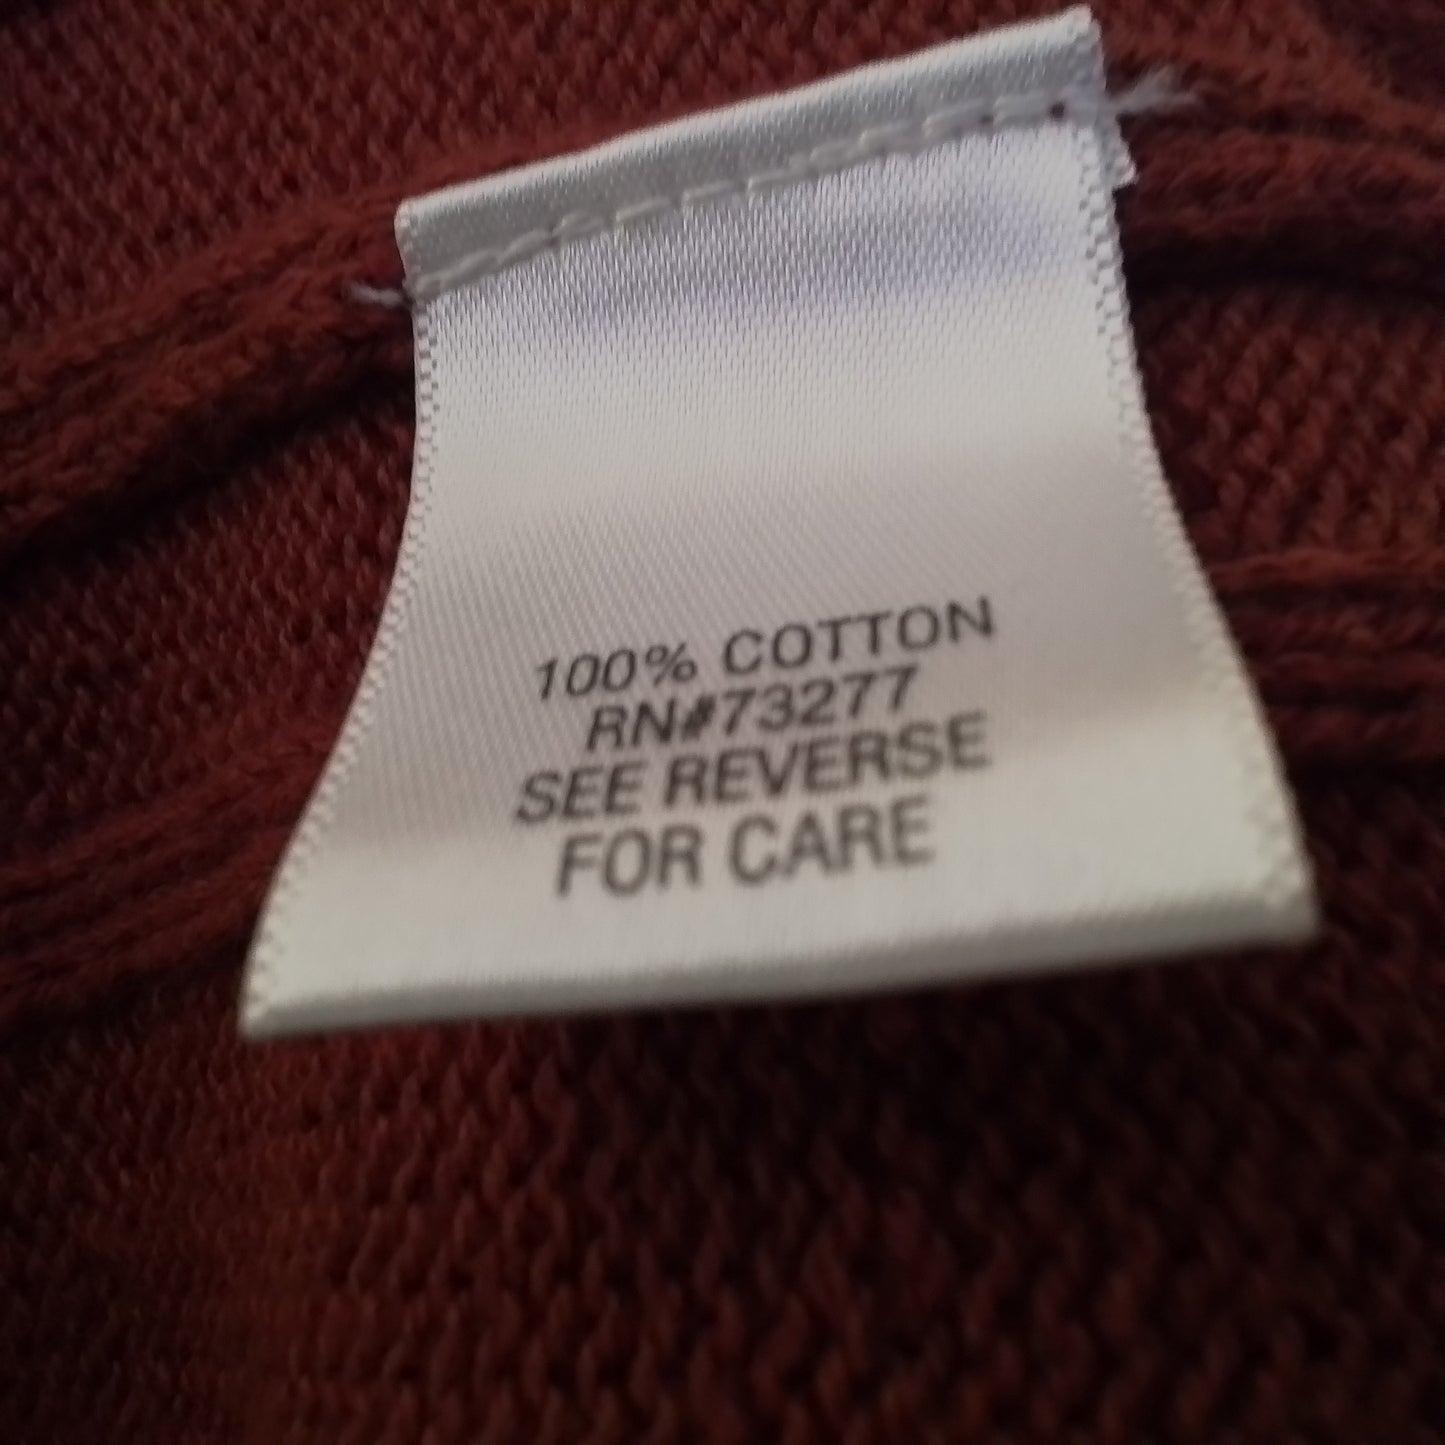 100% COTTON
RN#73277
SEE REVERSE
FOR CARE